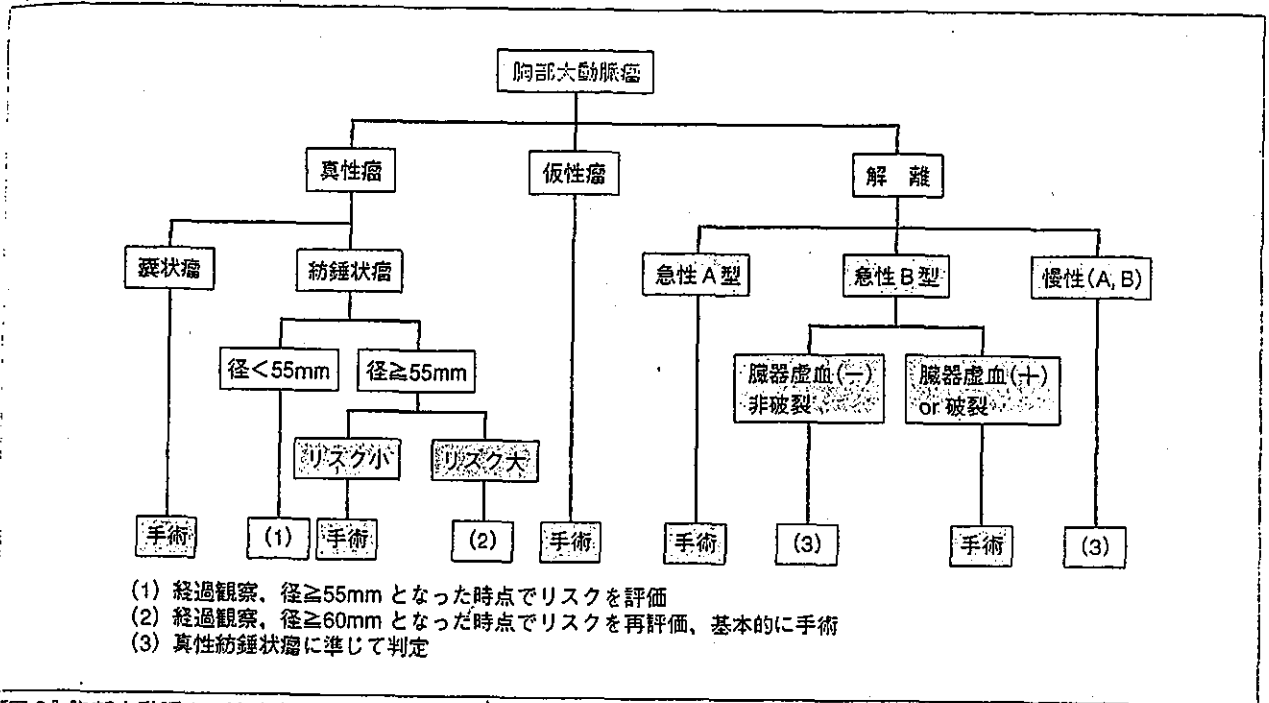 胸部大動脈瘤
真性瘤
仮性瘤
解 離
嚢状瘤
紡錘状瘤
急性A型
急性B型
慢性(A, B)
径<55mm
径≧55mm
臓器虚血(−)
非破裂
臓器虚血(+)
or 破裂
リスク小
リスク大
手術
(1)
手術
(2)
手術
手術
(3)
手術
(3)
(1) 経過観察、径≧55mm となった時点でリスクを評価
(2) 経過観察、径≧60mm となった時点でリスクを再評価、基本的に手術
(3) 真性紡錘状瘤に準じて判定